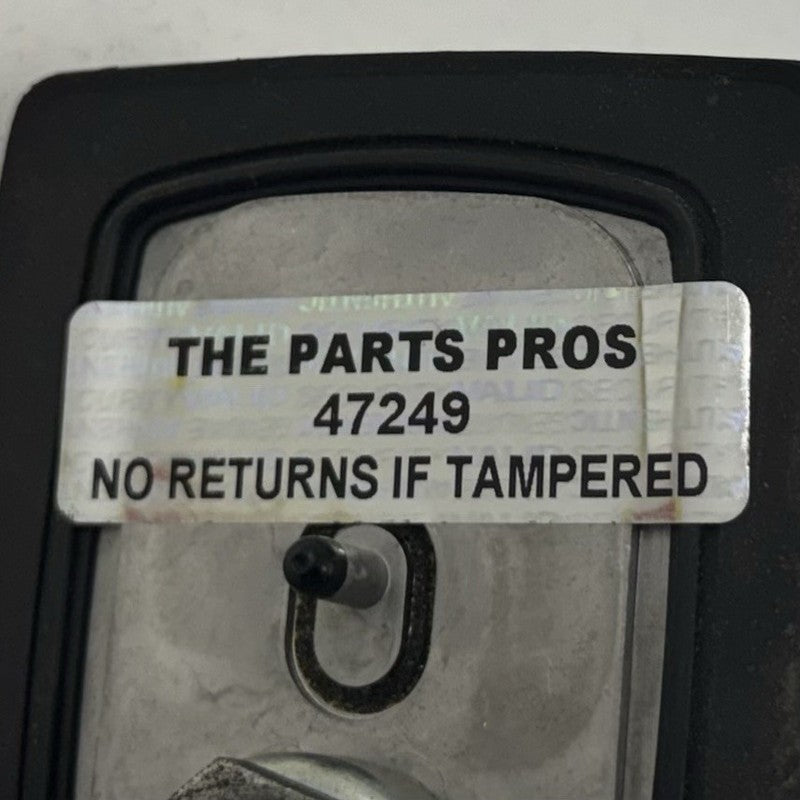 THE PARTS PROS
47249
NO RETURNS IF TAMPERED